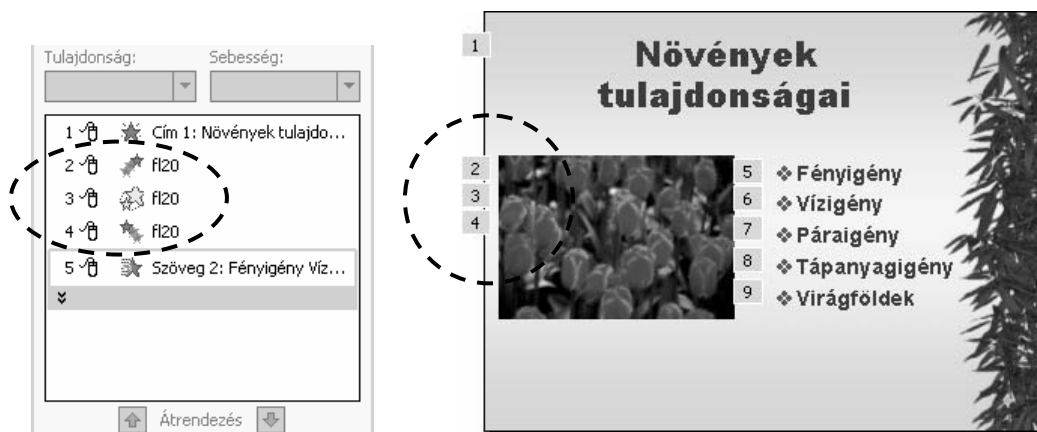 Tulajdonság:
Sebesség:
1 Cím 1: Növények tulajdo...
2 fl20
3 fl20
4 fl20
5 Szöveg 2: Fényigény Víz...
Átrendezés
1
Növények
tulajdonságai
2
3
4
5 Fényigény
6 Vízigény
7 Páraigény
8 Tápanyagigény
9 Virágföldek